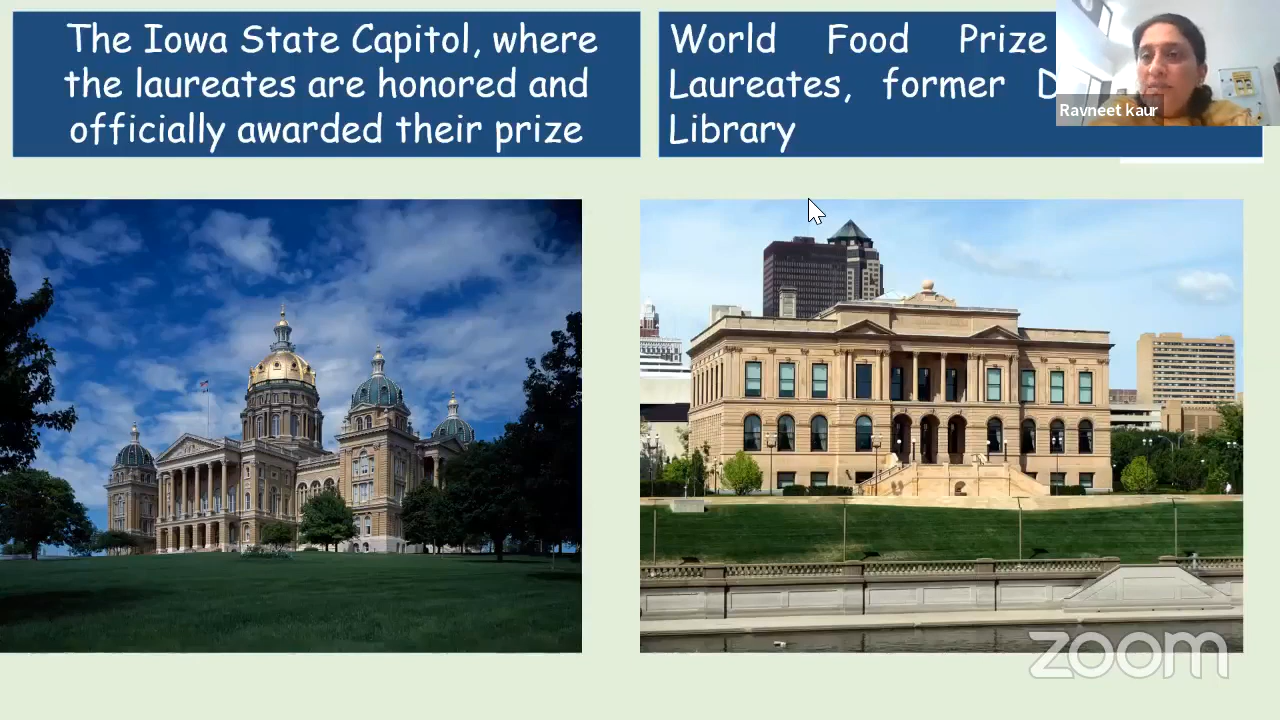 The Iowa State Capitol, where
the laureates are honored and
officially awarded their prize
World Food Prize
Laureates, former D
Library
Ravneet kaur
zoom